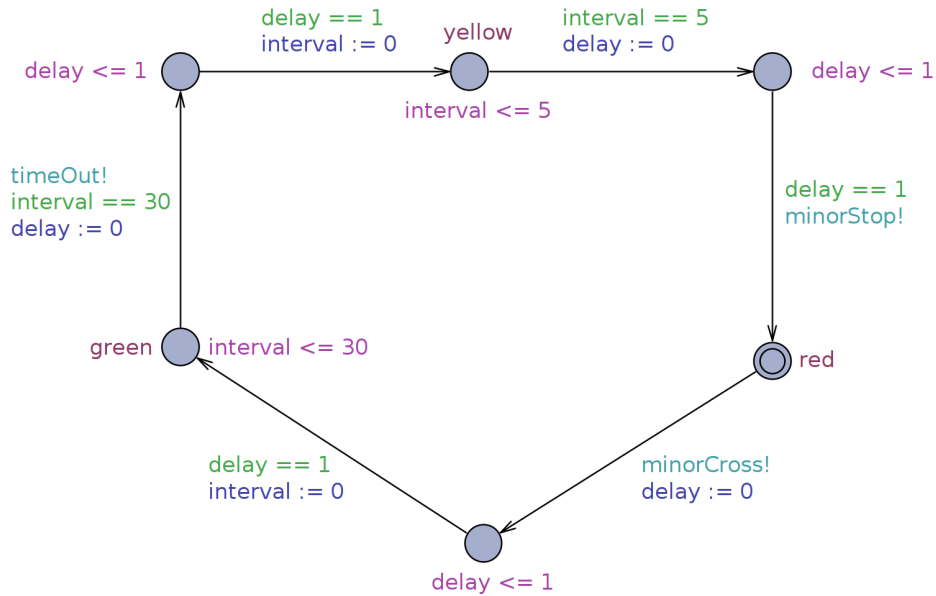 delay == 1
interval := 0
yellow
interval == 5
delay := 0
delay <= 1
interval <= 5
delay <= 1
timeOut!
interval == 30
delay := 0
delay == 1
minorStop!
green
interval <= 30
red
delay == 1
interval := 0
minorCross!
delay := 0
delay <= 1